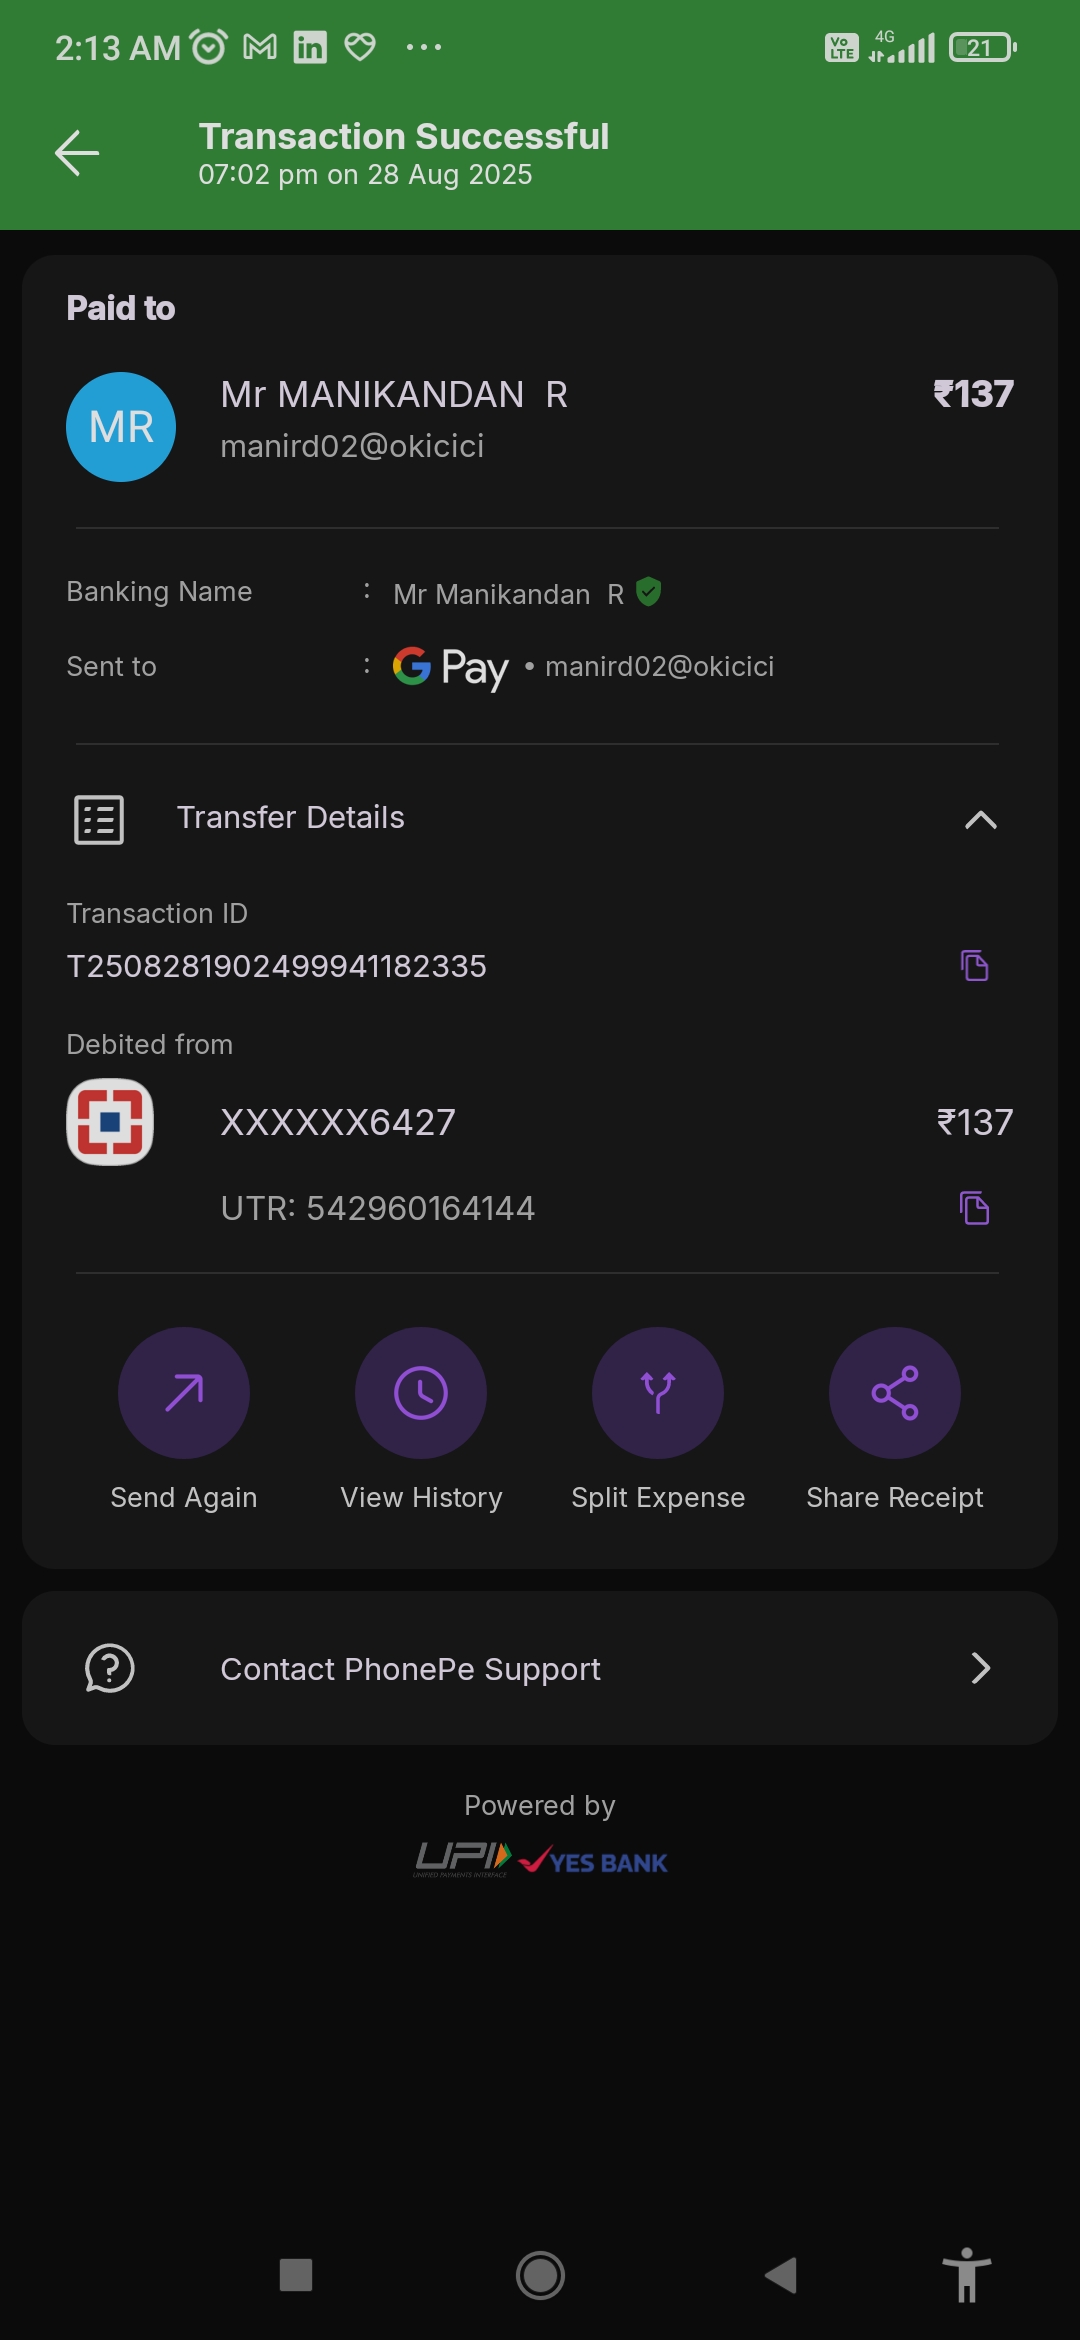 2:13 AM
Vo LTE 4G 21
Transaction Successful
07:02 pm on 28 Aug 2025
Paid to
MR
Mr MANIKANDAN  R ₹137
manird02@okicici
Banking Name : Mr Manikandan  R
Sent to : G Pay • manird02@okicici
Transfer Details
Transaction ID
T2508281902499941182335
Debited from
XXXXXX6427 ₹137
UTR: 542960164144
Send Again View History Split Expense Share Receipt
Contact PhonePe Support
Powered by
UPI YES BANK
UNIFIED PAYMENTS INTERFACE